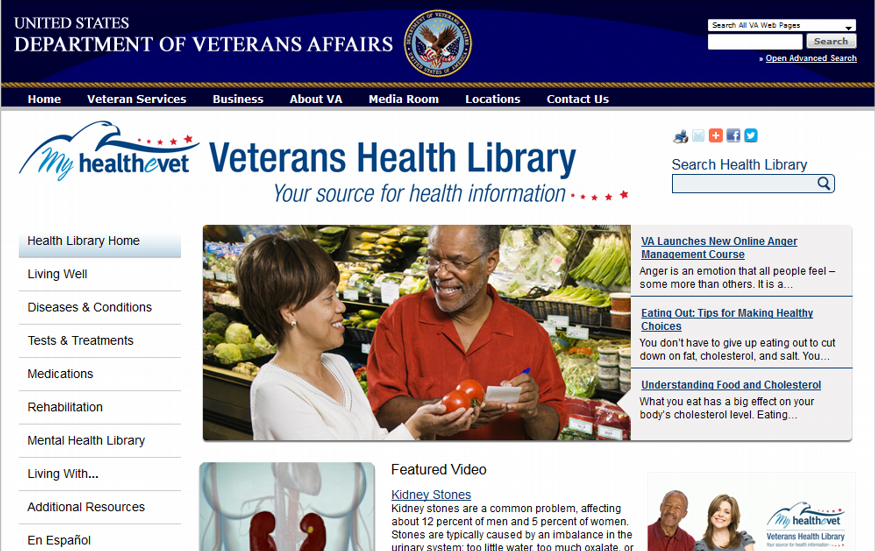 UNITED STATES
DEPARTMENT OF VETERANS AFFAIRS
Search All VA Web Pages
Search
» Open Advanced Search
Home Veteran Services Business About VA Media Room Locations Contact Us
My healthevet
Veterans Health Library
Your source for health information
Search Health Library
Health Library Home
Living Well
Diseases & Conditions
Tests & Treatments
Medications
Rehabilitation
Mental Health Library
Living With...
Additional Resources
En Español
VA Launches New Online Anger
Management Course
Anger is an emotion that all people feel –
some more than others. It is a…
Eating Out: Tips for Making Healthy
Choices
You don't have to give up eating out to cut
down on fat, cholesterol, and salt. You…
Understanding Food and Cholesterol
What you eat has a big effect on your
body's cholesterol level. Eating…
Featured Video
Kidney Stones
Kidney stones are a common problem, affecting
about 12 percent of men and 5 percent of women.
Stones are typically caused by an imbalance in the
urinary system: too little water, too much oxalate, or
My healthevet
Veterans Health Library
Your source for health information